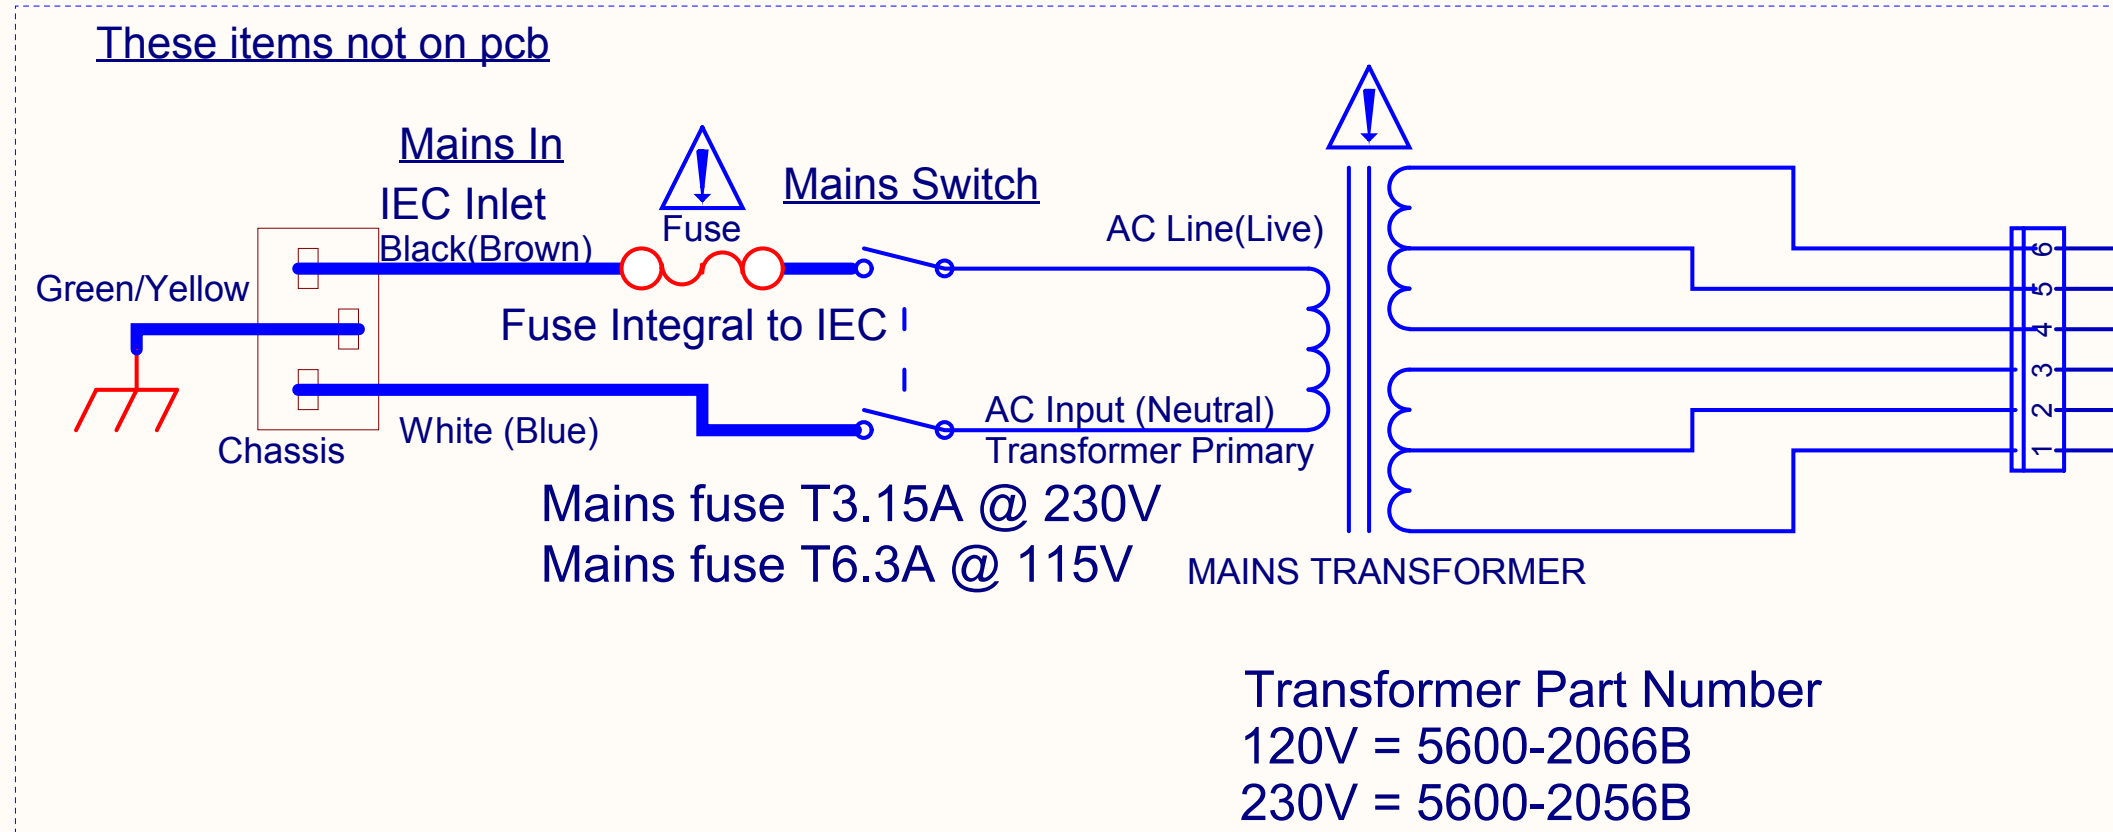 These items not on pcb
Mains In
IEC Inlet
Black(Brown)
Fuse
Mains Switch
AC Line(Live)
Green/Yellow
Fuse Integral to IEC
White (Blue)
Chassis
AC Input (Neutral)
Transformer Primary
6
5
4
3
2
1
Mains fuse T3.15A @ 230V
Mains fuse T6.3A @ 115V
MAINS TRANSFORMER
Transformer Part Number
120V = 5600-2066B
230V = 5600-2056B